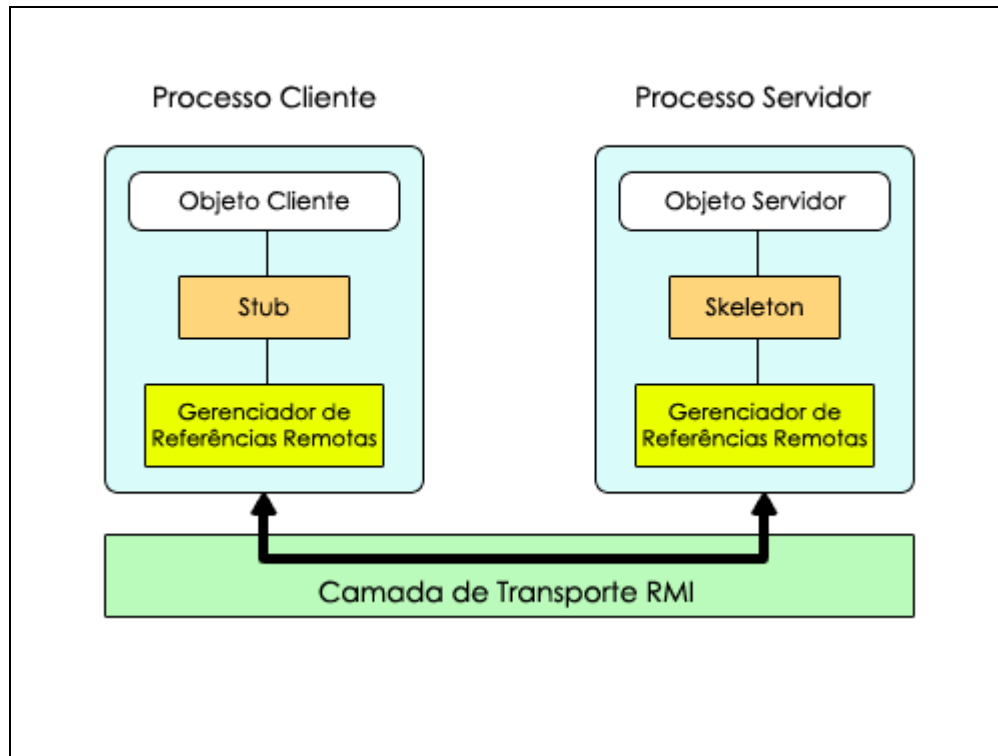 Processo Cliente
Processo Servidor
Objeto Cliente
Objeto Servidor
Stub
Skeleton
Gerenciador de
Referências Remotas
Gerenciador de
Referências Remotas
Camada de Transporte RMI